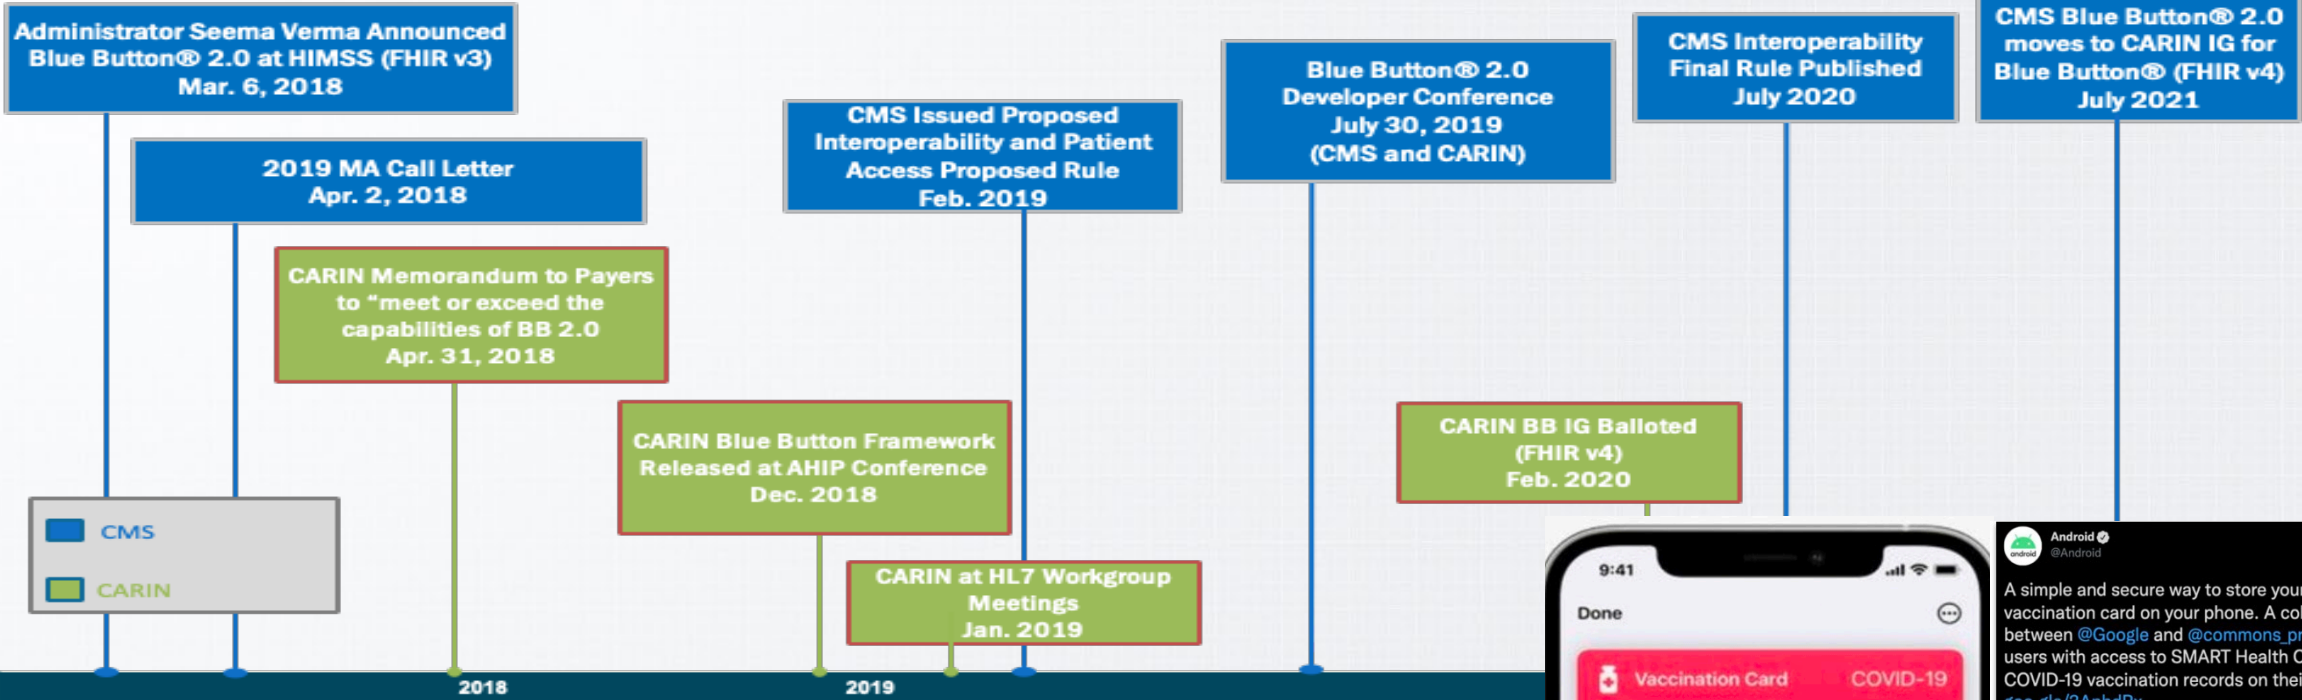 Administrator Seema Verma Announced
Blue Button® 2.0 at HIMSS (FHIR v3)
Mar. 6, 2018
2019 MA Call Letter
Apr. 2, 2018
CARIN Memorandum to Payers
to “meet or exceed the
capabilities of BB 2.0
Apr. 31, 2018
CARIN Blue Button Framework
Released at AHIP Conference
Dec. 2018
CMS Issued Proposed
Interoperability and Patient
Access Proposed Rule
Feb. 2019
CARIN at HL7 Workgroup
Meetings
Jan. 2019
Blue Button® 2.0
Developer Conference
July 30, 2019
(CMS and CARIN)
CARIN BB IG Balloted
(FHIR v4)
Feb. 2020
CMS Interoperability
Final Rule Published
July 2020
CMS Blue Button® 2.0
moves to CARIN IG for
Blue Button® (FHIR v4)
July 2021
CMS
CARIN
2018
2019
9:41
Done
Vaccination Card COVID-19
android
Android
@Android
A simple and secure way to store your
vaccination card on your phone. A
between @Google and
users with access to SMART Health
COVID-19 vaccination records on